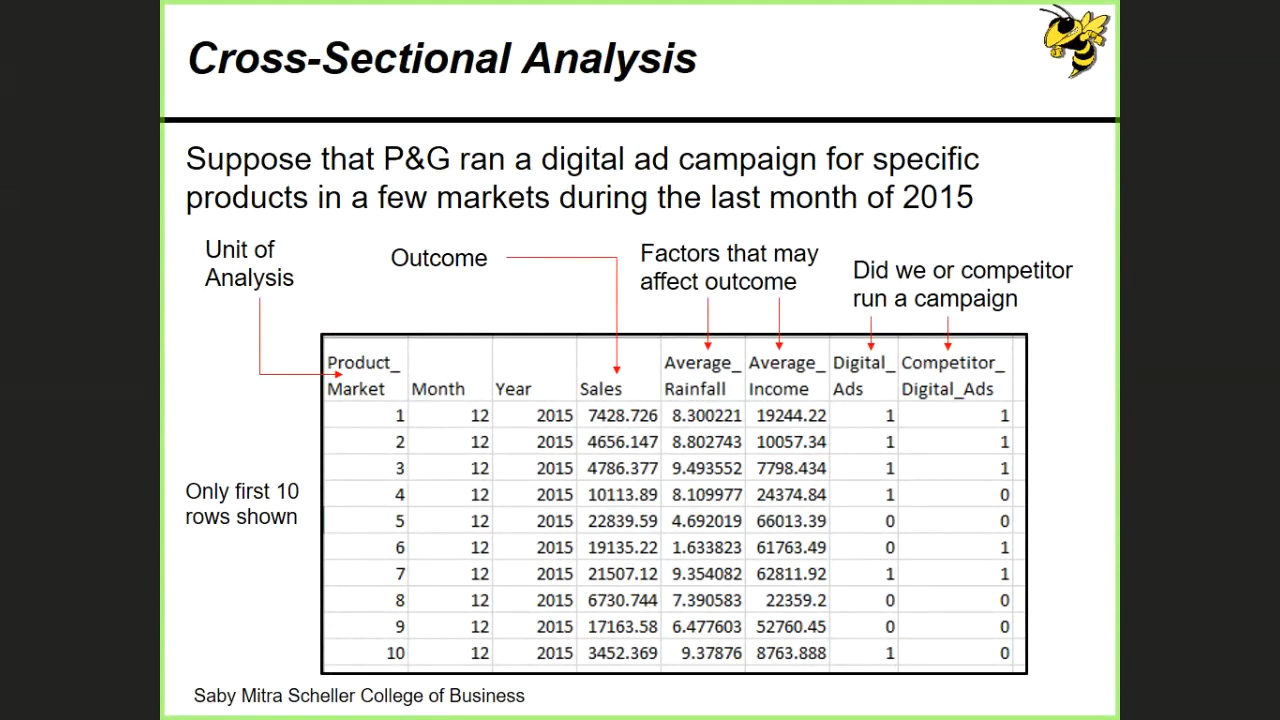 Cross-Sectional Analysis
Suppose that P&G ran a digital ad campaign for specific
products in a few markets during the last month of 2015
Unit of
Analysis
Outcome
Factors that may
affect outcome
Did we or competitor
run a campaign
Product_ Average_ Average_ Digital_ Competitor_
Market Month Year Sales Rainfall Income Ads Digital_Ads
1 12 2015 7428.726 8.300221 19244.22 1 1
2 12 2015 4656.147 8.802743 10057.34 1 1
3 12 2015 4786.377 9.493552 7798.434 1 1
4 12 2015 10113.89 8.109977 24374.84 1 0
5 12 2015 22839.59 4.692019 66013.39 0 0
6 12 2015 19135.22 1.633823 61763.49 0 1
7 12 2015 21507.12 9.354082 62811.92 1 1
8 12 2015 6730.744 7.390583 22359.2 0 0
9 12 2015 17163.58 6.477603 52760.45 0 0
10 12 2015 3452.369 9.37876 8763.888 1 0
Only first 10
rows shown
Saby Mitra Scheller College of Business